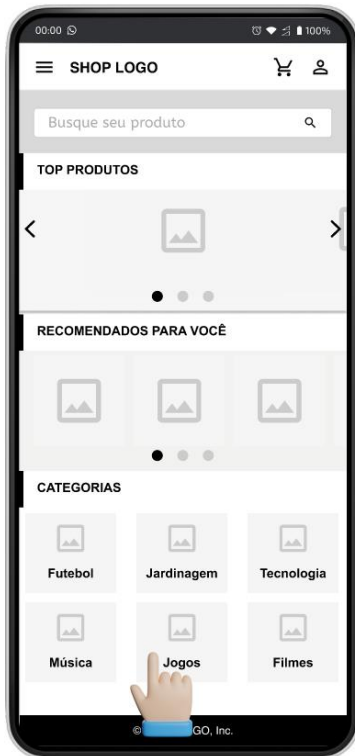 00:00 100%
SHOP LOGO
Busque seu produto
TOP PRODUTOS
RECOMENDADOS PARA VOCÊ
CATEGORIAS
Futebol Jardinagem Tecnologia
Música Jogos Filmes
© GO, Inc.